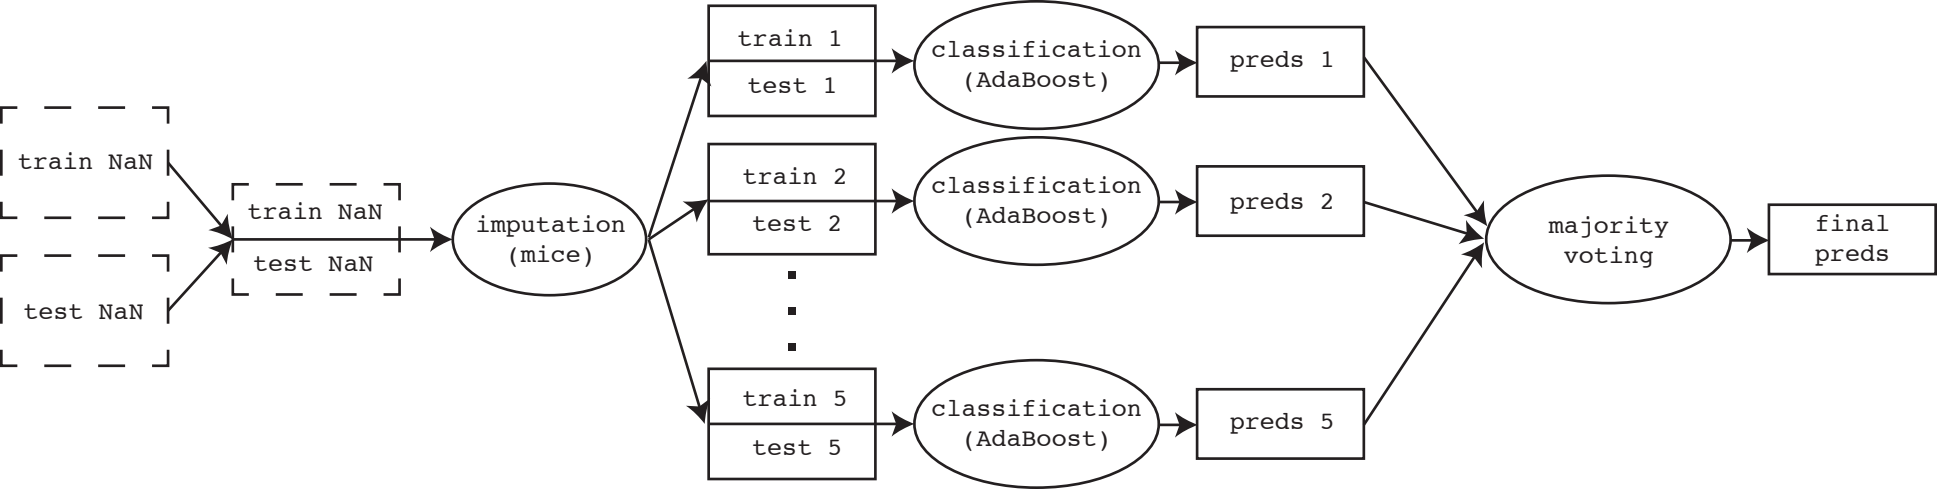 train NaN
test NaN
train NaN
test NaN
imputation
(mice)
train 1
test 1
classification
(AdaBoost)
preds 1
train 2
test 2
classification
(AdaBoost)
preds 2
train 5
test 5
classification
(AdaBoost)
preds 5
majority
voting
final
preds